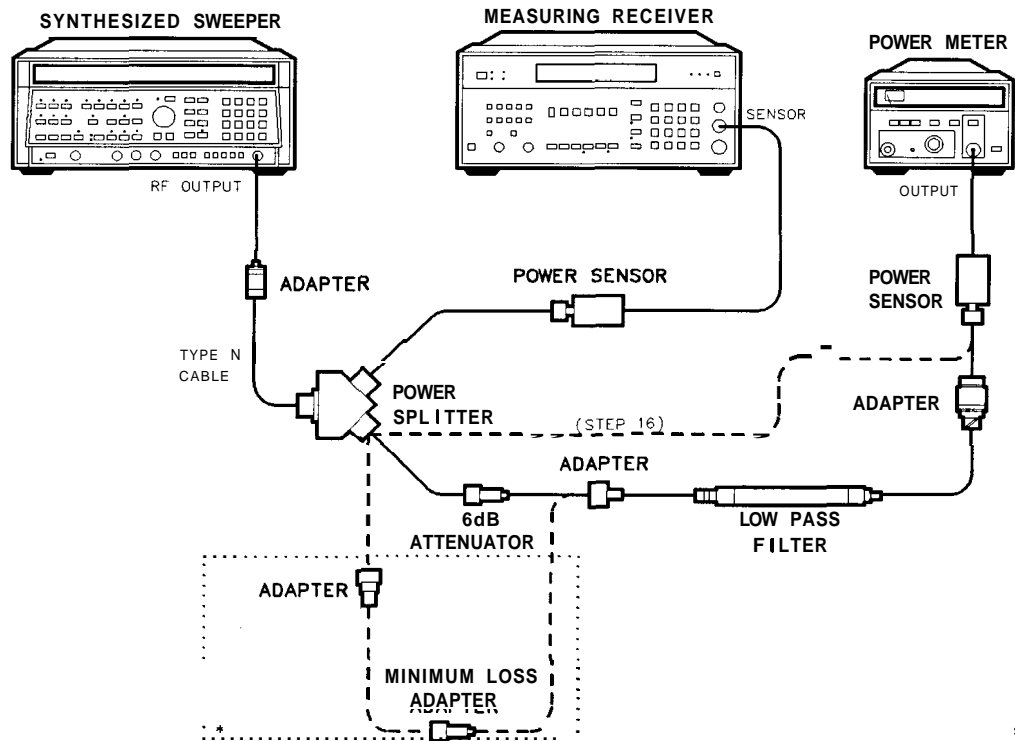 SYNTHESIZED SWEEPER
MEASURING RECEIVER
POWER METER
SENSOR
RF OUTPUT
OUTPUT
ADAPTER
POWER SENSOR
POWER
SENSOR
TYPE N
CABLE
POWER
SPLITTER
ADAPTER
(STEP 16)
ADAPTER
6dB
ATTENUATOR
LOW PASS
FILTER
ADAPTER
MINIMUM LOSS
ADAPTER
*